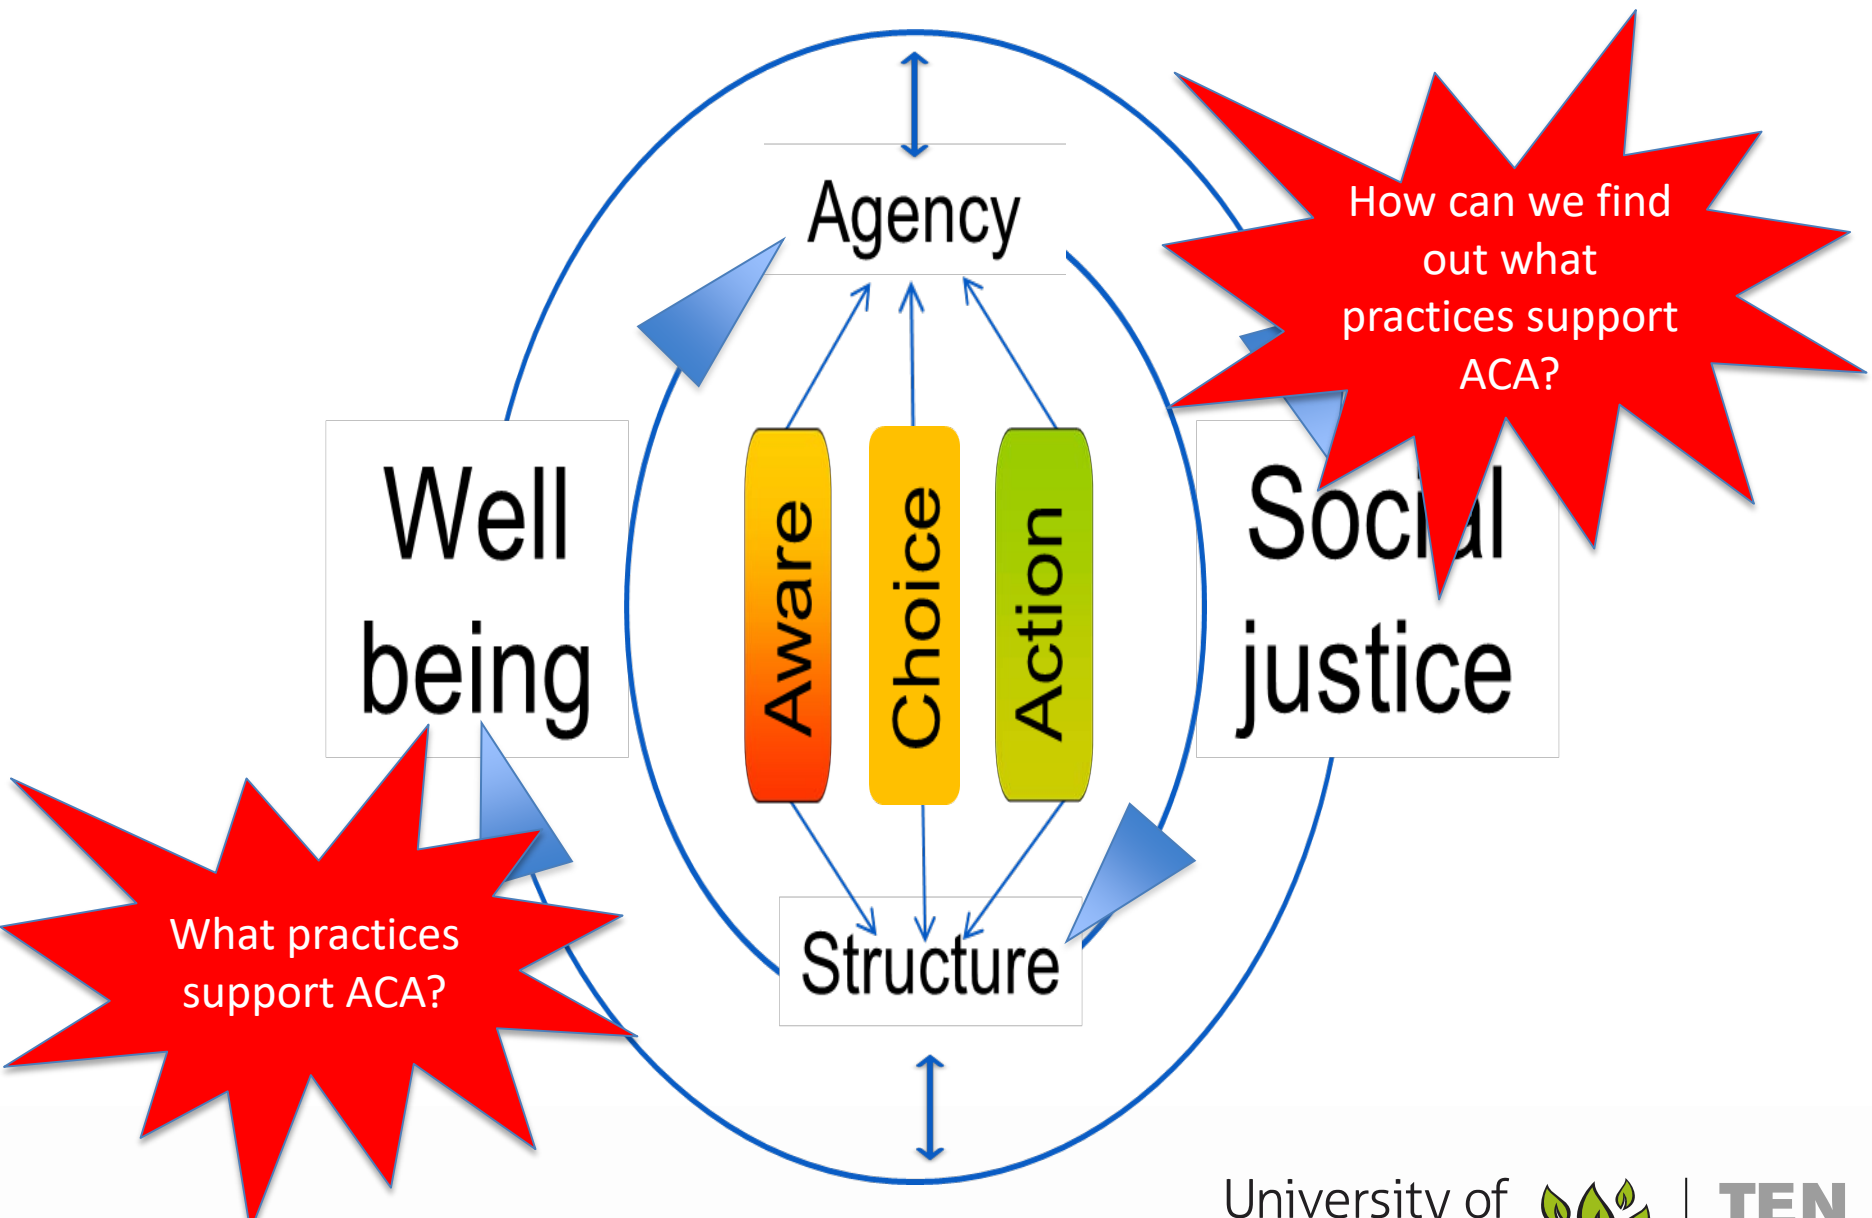 Agency
How can we find
out what
practices support
ACA?
Well
being
Aware
Choice
Action
Social
justice
What practices
support ACA?
Structure
University of
TEN